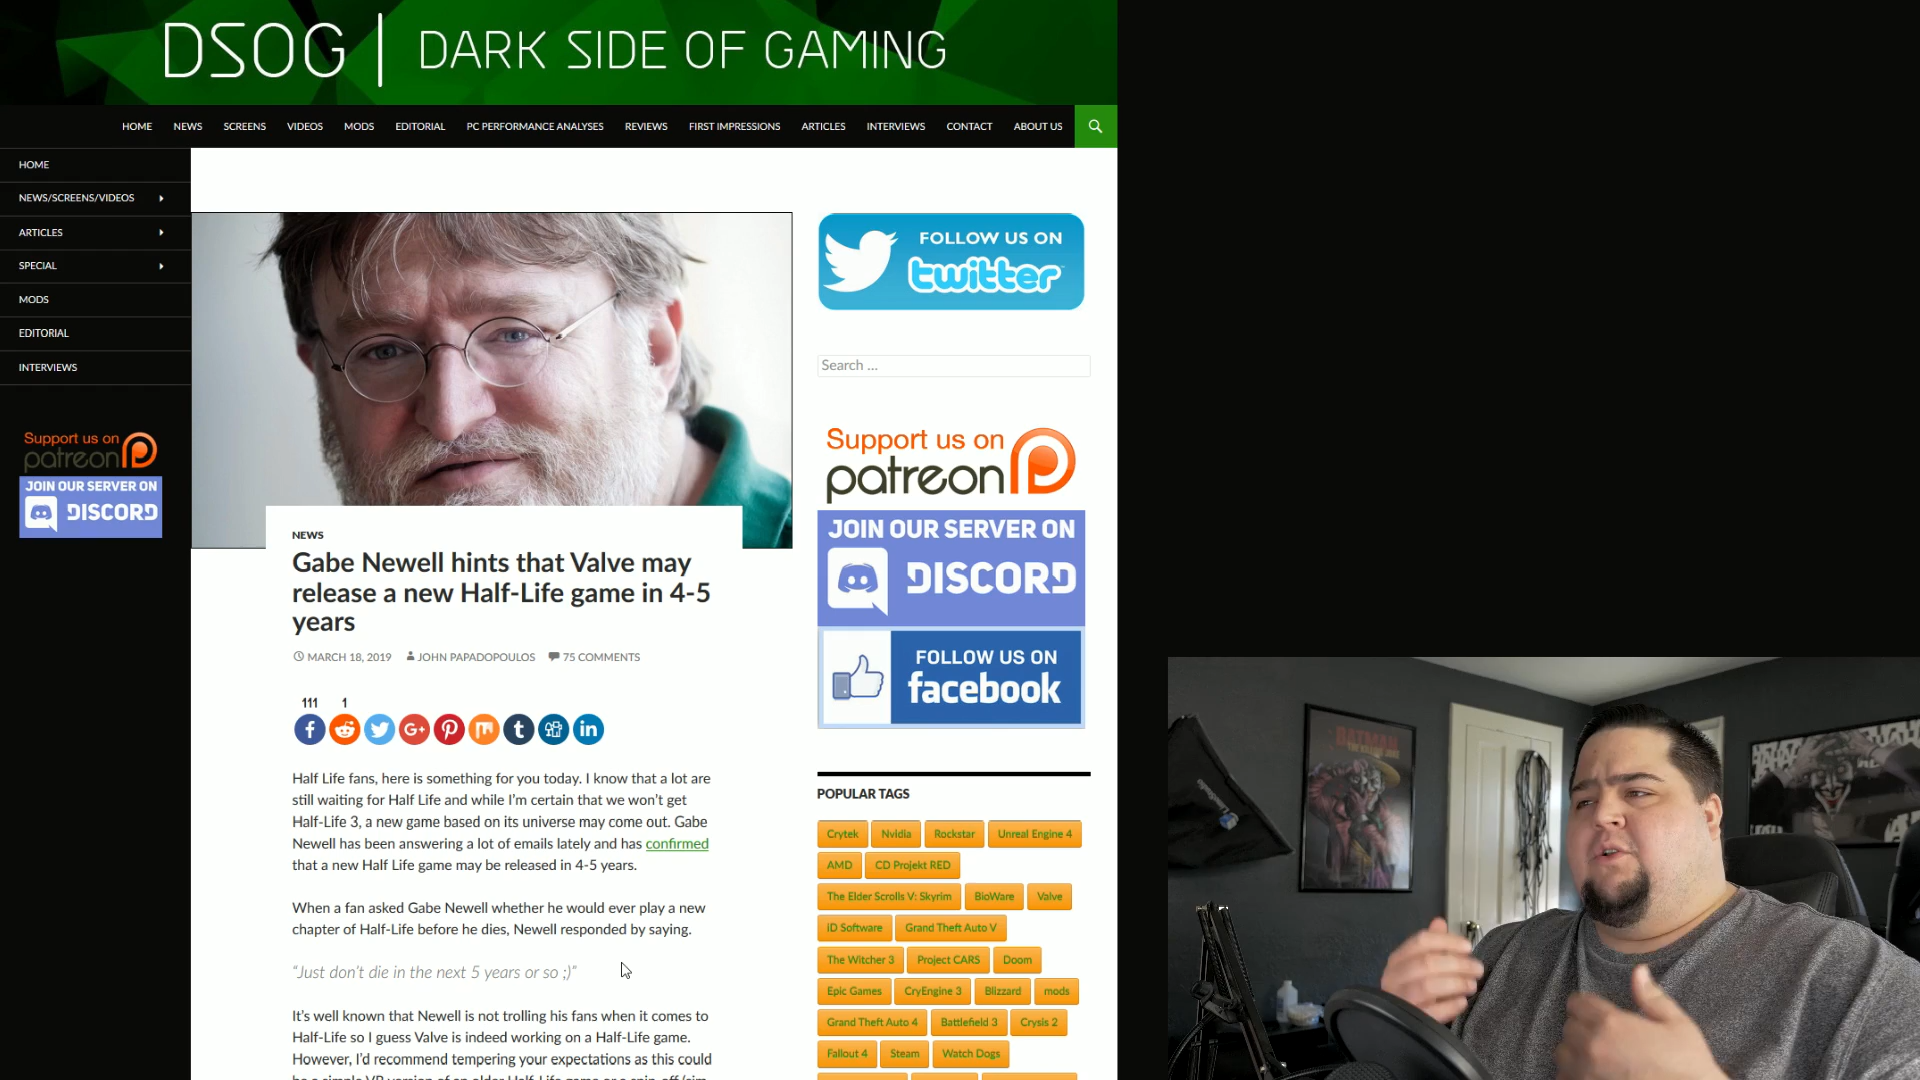 DSOG | DARK SIDE OF GAMING
HOME NEWS SCREENS VIDEOS MODS EDITORIAL PC PERFORMANCE ANALYSES REVIEWS FIRST IMPRESSIONS ARTICLES INTERVIEWS CONTACT ABOUT US
HOME
NEWS/SCREENS/VIDEOS
ARTICLES
SPECIAL
MODS
EDITORIAL
INTERVIEWS
Support us on
patreon
JOIN OUR SERVER ON
DISCORD
NEWS
Gabe Newell hints that Valve may
release a new Half-Life game in 4-5
years
MARCH 18, 2019 JOHN PAPADOPOULOS 75 COMMENTS
111 1
Half Life fans, here is something for you today. I know that a lot are
still waiting for Half Life and while I'm certain that we won't get
Half-Life 3, a new game based on its universe may come out. Gabe
Newell has been answering a lot of emails lately and has confirmed
that a new Half Life game may be released in 4-5 years.
When a fan asked Gabe Newell whether he would ever play a new
chapter of Half-Life before he dies, Newell responded by saying.
“Just don't die in the next 5 years or so ;)”
It's well known that Newell is not trolling his fans when it comes to
Half-Life so I guess Valve is indeed working on a Half-Life game.
However, I'd recommend tempering your expectations as this could
FOLLOW US ON
twitter
Search ...
Support us on
patreon
JOIN OUR SERVER ON
DISCORD
FOLLOW US ON
facebook
POPULAR TAGS
Crytek Nvidia Rockstar Unreal Engine 4
AMD CD Projekt RED
The Elder Scrolls V: Skyrim BioWare Valve
iD Software Grand Theft Auto V
The Witcher 3 Project CARS Doom
Epic Games CryEngine 3 Blizzard mods
Grand Theft Auto 4 Battlefield 3 Crysis 2
Fallout 4 Steam Watch Dogs
BATMAN
THE KILLING JOKE